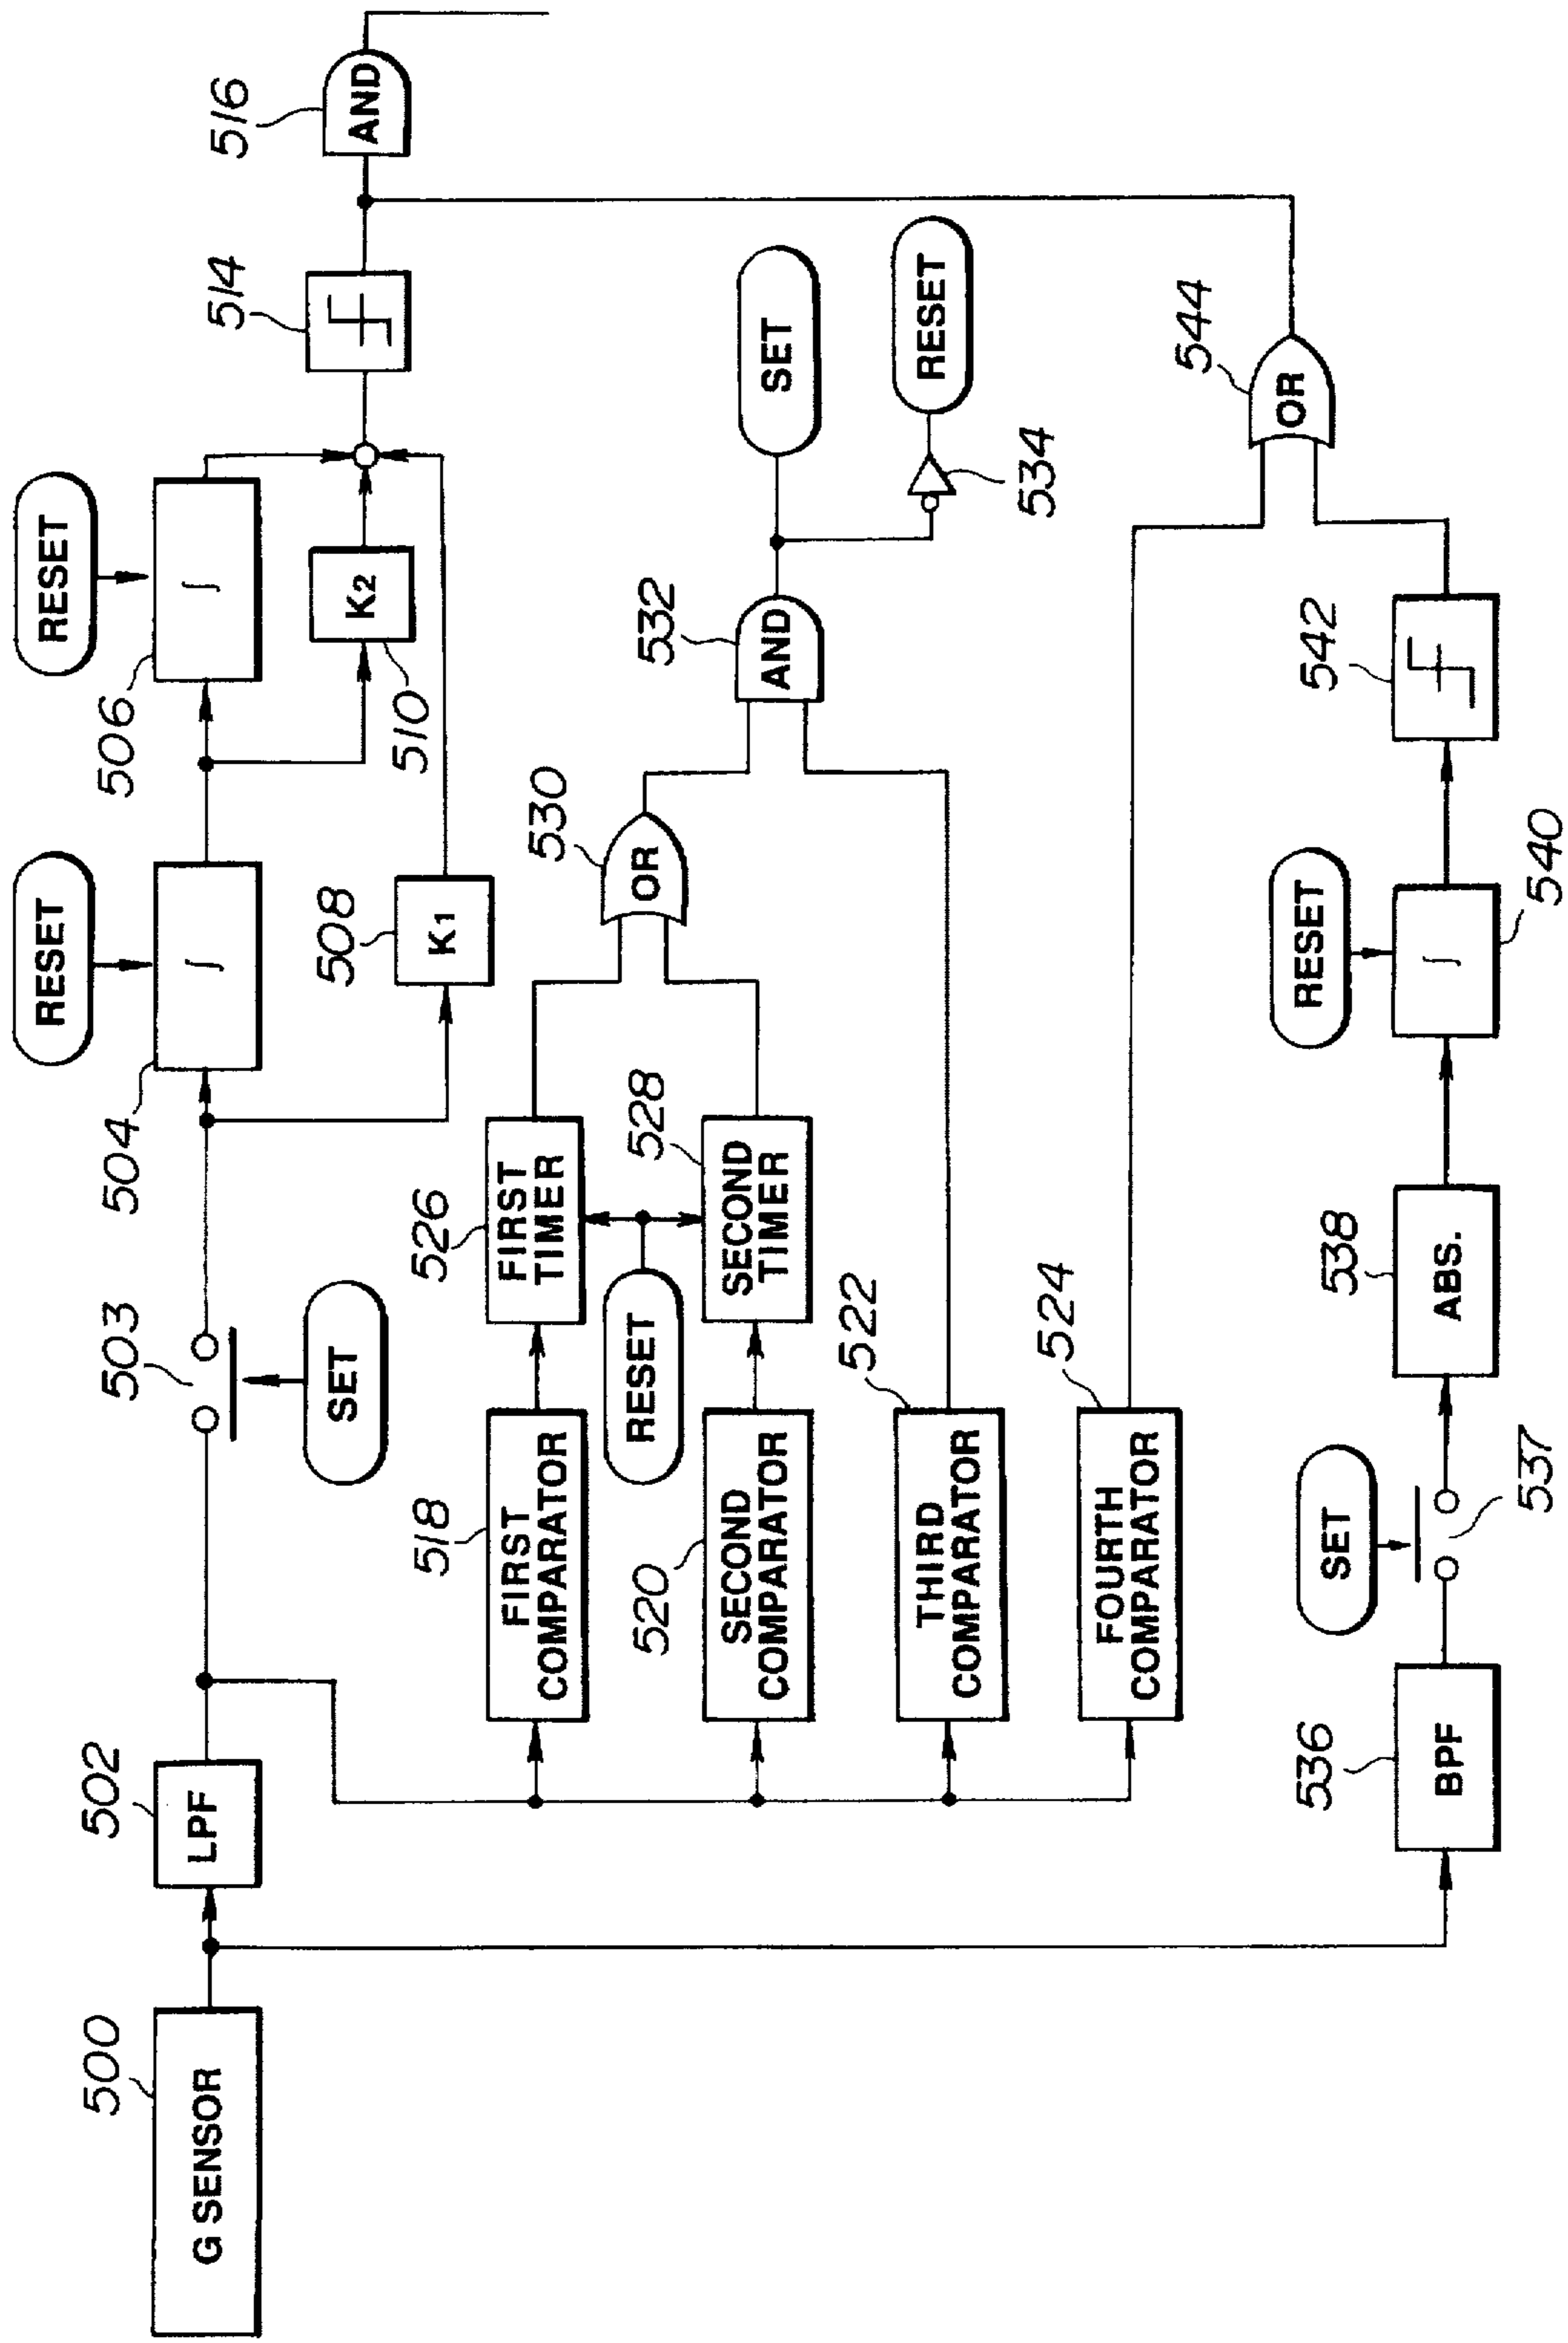 500
G SENSOR
502
LPF
503
SET
504
RESET
∫
506
RESET
∫
508
K1
510
K2
514
516
AND
518
FIRST
COMPARATOR
526
FIRST
TIMER
RESET
520
SECOND
COMPARATOR
528
SECOND
TIMER
530
OR
532
AND
SET
534
RESET
522
THIRD
COMPARATOR
524
FOURTH
COMPARATOR
536
BPF
537
SET
538
ABS.
540
RESET
∫
542
544
OR